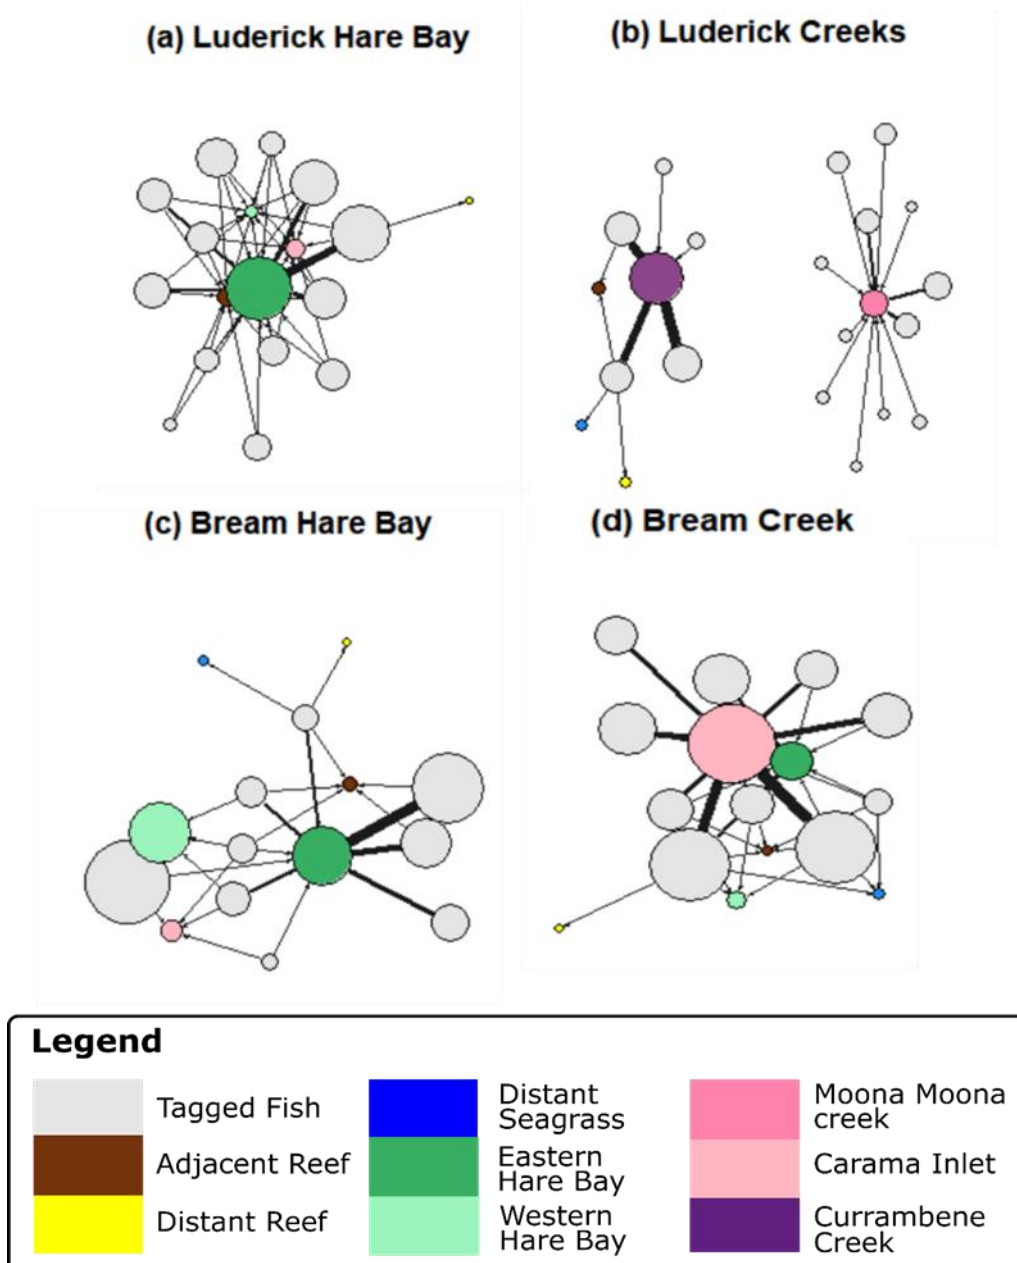 (a) Luderick Hare Bay
(b) Luderick Creeks
(c) Bream Hare Bay
(d) Bream Creek
Legend
Tagged Fish
Adjacent Reef
Distant Reef
Distant
Seagrass
Eastern
Hare Bay
Western
Hare Bay
Moona Moona
creek
Carama Inlet
Currambene
Creek